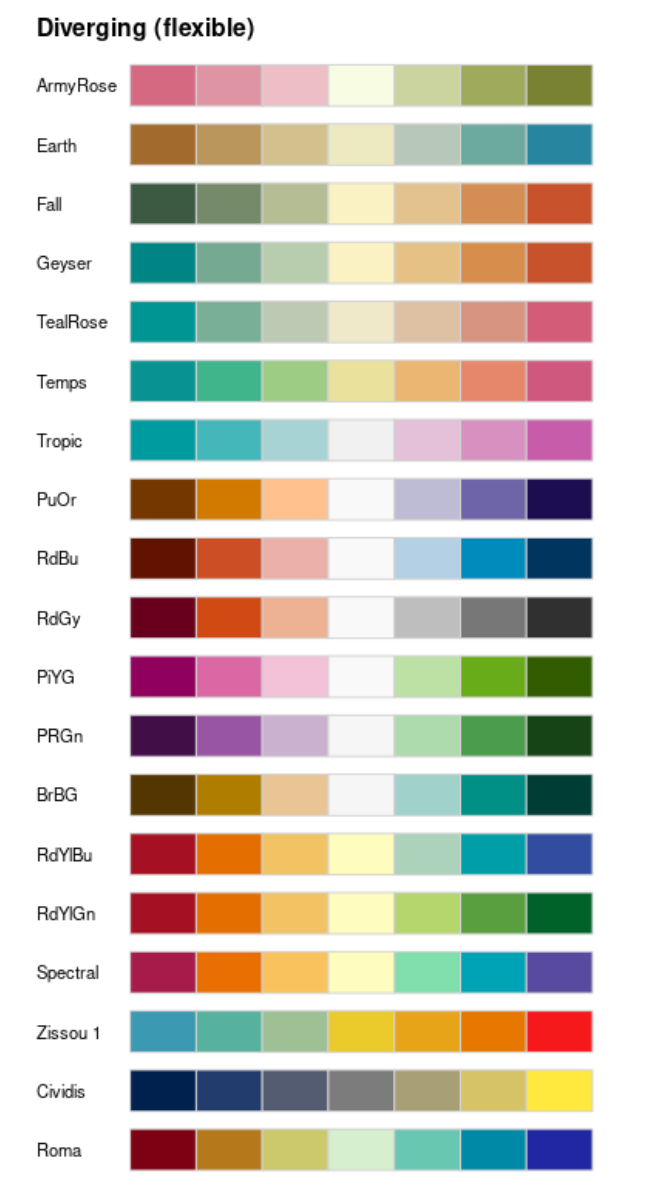 Diverging (flexible)
ArmyRose
Earth
Fall
Geyser
TealRose
Temps
Tropic
PuOr
RdBu
RdGy
PiYG
PRGn
BrBG
RdYlBu
RdYlGn
Spectral
Zissou 1
Cividis
Roma